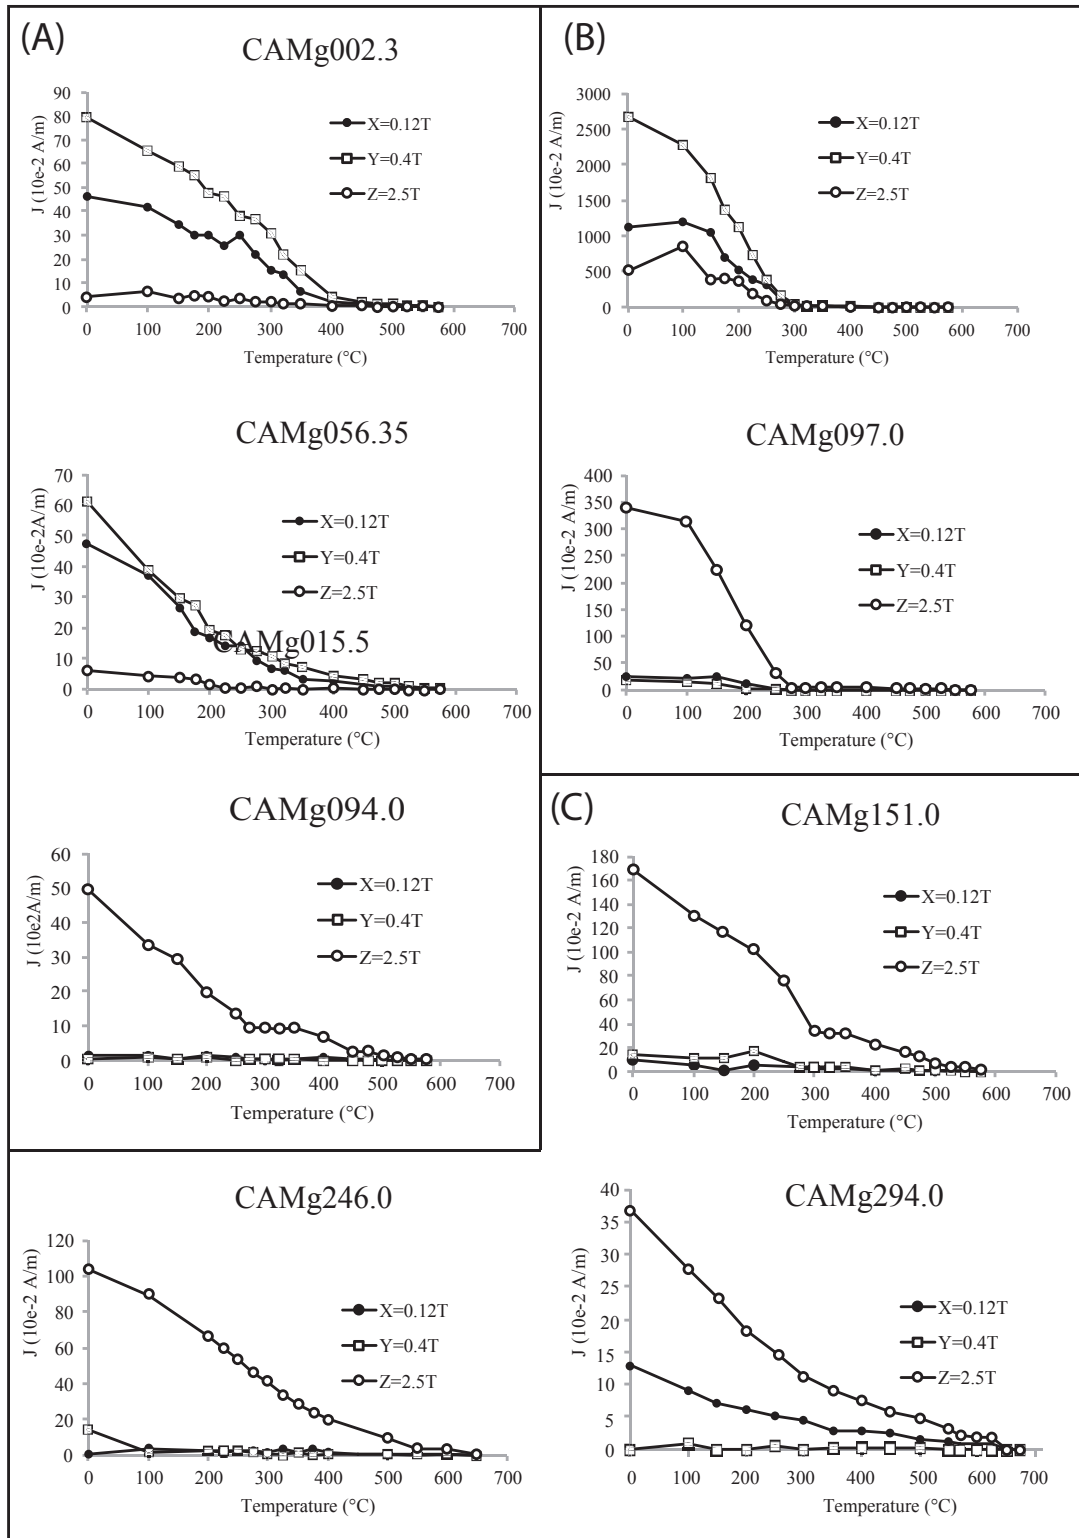 (A)
CAMg002.3
J (10e-2 A/m)
90
80
70
60
50
40
30
20
10
0
X=0.12T
Y=0.4T
Z=2.5T
0 100 200 300 400 500 600 700
Temperature (°C)
(B)
J (10e-2 A/m)
3000
2500
2000
1500
1000
500
0
X=0.12T
Y=0.4T
Z=2.5T
0 100 200 300 400 500 600 700
Temperature (°C)
CAMg056.35
J (10e-2A/m)
70
60
50
40
30
20
10
0
X=0.12T
Y=0.4T
Z=2.5T
CAMg015.5
0 100 200 300 400 500 600 700
Temperature (°C)
CAMg097.0
J (10e-2 A/m)
400
350
300
250
200
150
100
50
0
X=0.12T
Y=0.4T
Z=2.5T
0 100 200 300 400 500 600 700
Temperature (°C)
CAMg094.0
J (10e2A/m)
60
50
40
30
20
10
0
X=0.12T
Y=0.4T
Z=2.5T
0 100 200 300 400 500 600 700
Temperature (°C)
(C)
CAMg151.0
J (10e-2 A/m)
180
160
140
120
100
80
60
40
20
0
X=0.12T
Y=0.4T
Z=2.5T
0 100 200 300 400 500 600 700
Temperature (°C)
CAMg246.0
J (10e-2 A/m)
120
100
80
60
40
20
0
X=0.12T
Y=0.4T
Z=2.5T
0 100 200 300 400 500 600 700
Temperature (°C)
CAMg294.0
J (10e-2 A/m)
40
35
30
25
20
15
10
5
0
X=0.12T
Y=0.4T
Z=2.5T
0 100 200 300 400 500 600 700
Temperature (°C)